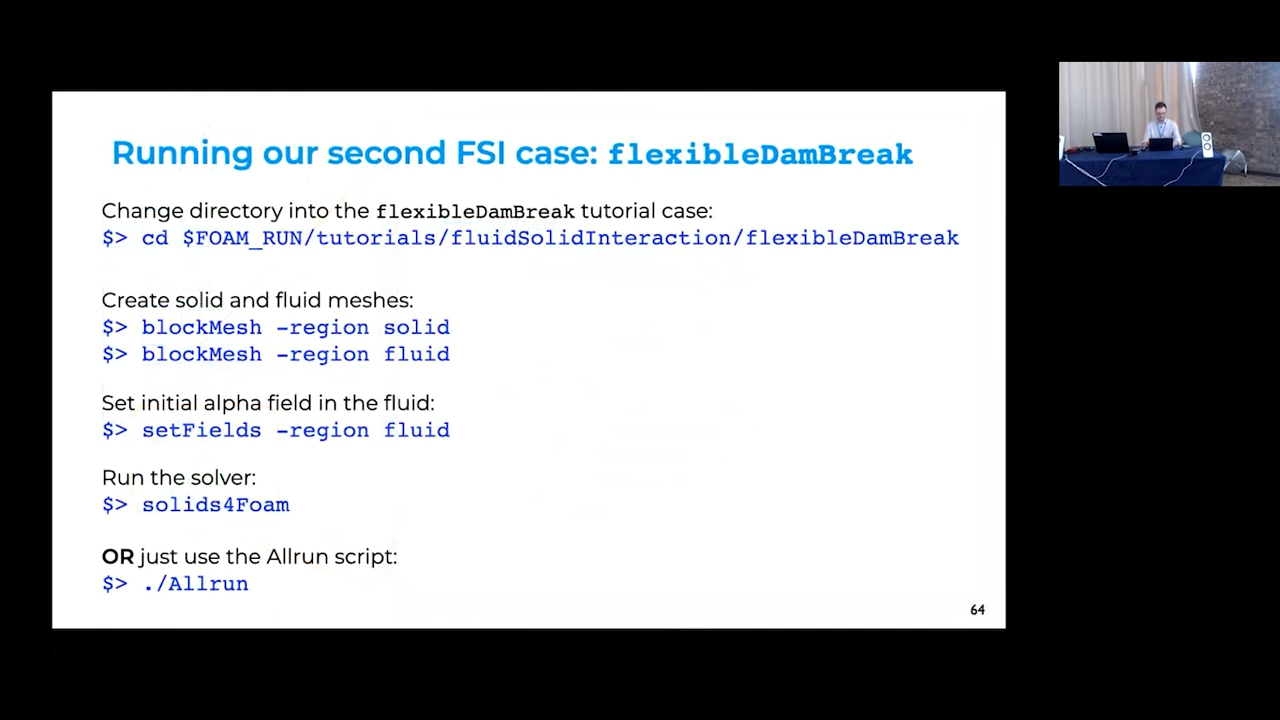 Running our second FSI case: flexibleDamBreak
Change directory into the flexibleDamBreak tutorial case:
$> cd $FOAM_RUN/tutorials/fluidSolidInteraction/flexibleDamBreak
Create solid and fluid meshes:
$> blockMesh -region solid
$> blockMesh -region fluid
Set initial alpha field in the fluid:
$> setFields -region fluid
Run the solver:
$> solids4Foam
OR just use the Allrun script:
$> ./Allrun
64